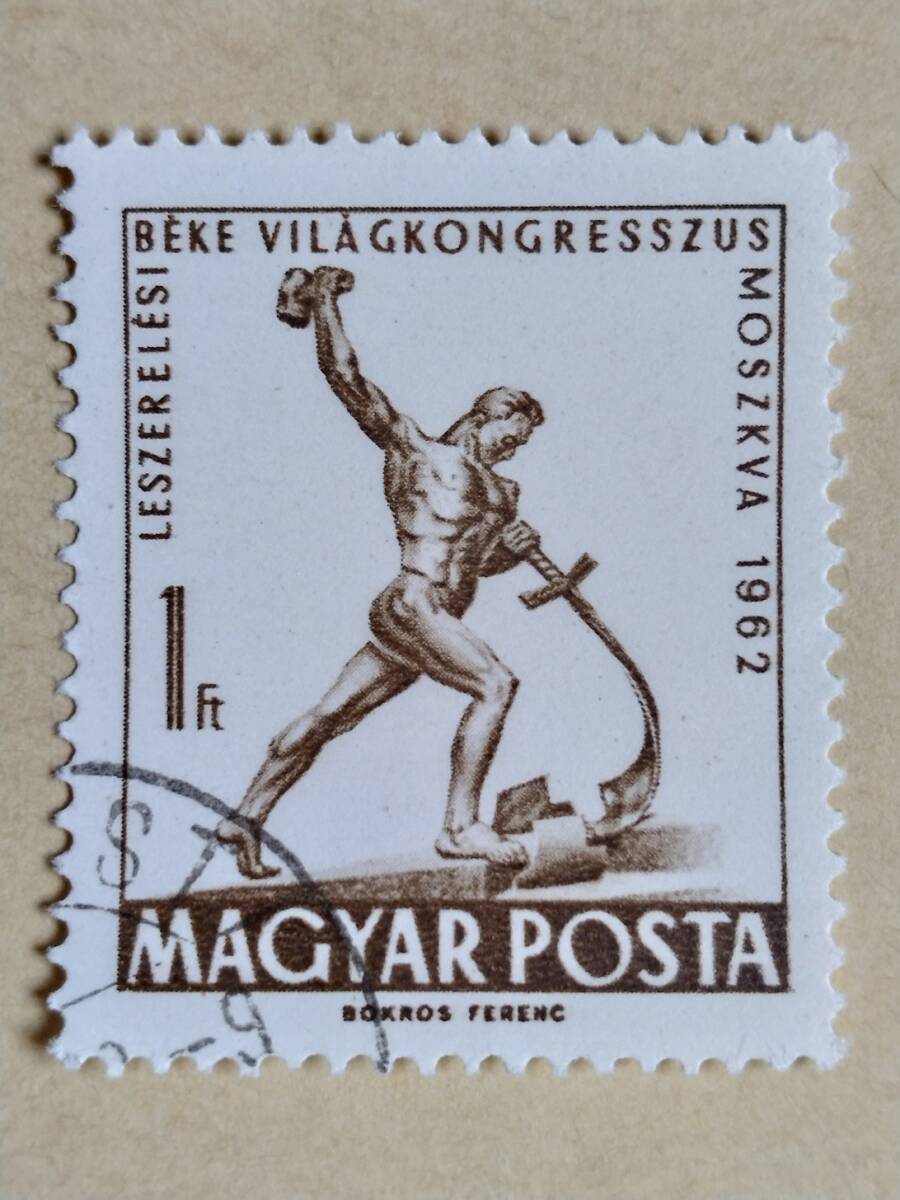 LESZERELÉSI
BÉKE VILÁGKONGRESSZUS
MOSZKVA 1962
1 Ft
MAGYAR POSTA
BOKROS FERENC